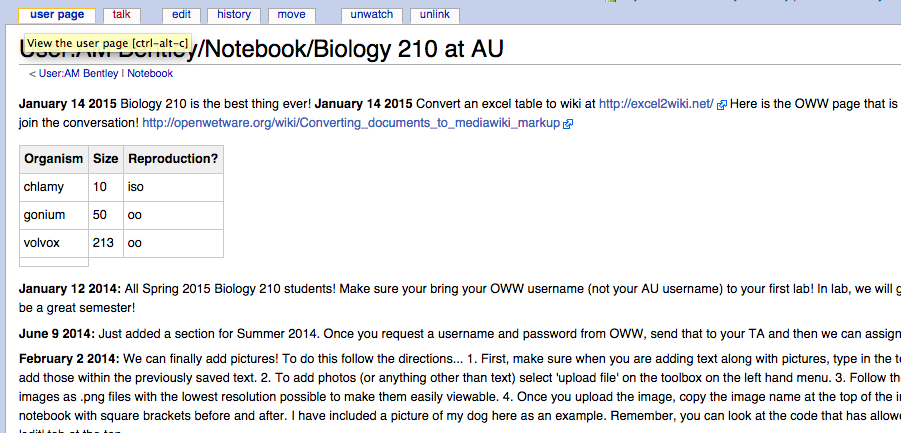 user page talk edit history move unwatch unlink
View the user page [ctrl-alt-c]
User:AM Bentley/Notebook/Biology 210 at AU
< User:AM Bentley | Notebook
January 14 2015 Biology 210 is the best thing ever! January 14 2015 Convert an excel table to wiki at http://excel2wiki.net/ Here is the OWW page that is
join the conversation! http://openwetware.org/wiki/Converting_documents_to_mediawiki_markup
Organism Size Reproduction?
chlamy 10 iso
gonium 50 oo
volvox 213 oo
January 12 2014: All Spring 2015 Biology 210 students! Make sure your bring your OWW username (not your AU username) to your first lab! In lab, we will
be a great semester!
June 9 2014: Just added a section for Summer 2014. Once you request a username and password from OWW, send that to your TA and then we can assign
February 2 2014: We can finally add pictures! To do this follow the directions... 1. First, make sure when you are adding text along with pictures, type in the
add those within the previously saved text. 2. To add photos (or anything other than text) select 'upload file' on the toolbox on the left hand menu. 3. Follow
images as .png files with the lowest resolution possible to make them easily viewable. 4. Once you upload the image, copy the image name at the top of the
notebook with square brackets before and after. I have included a picture of my dog here as an example. Remember, you can look at the code that has